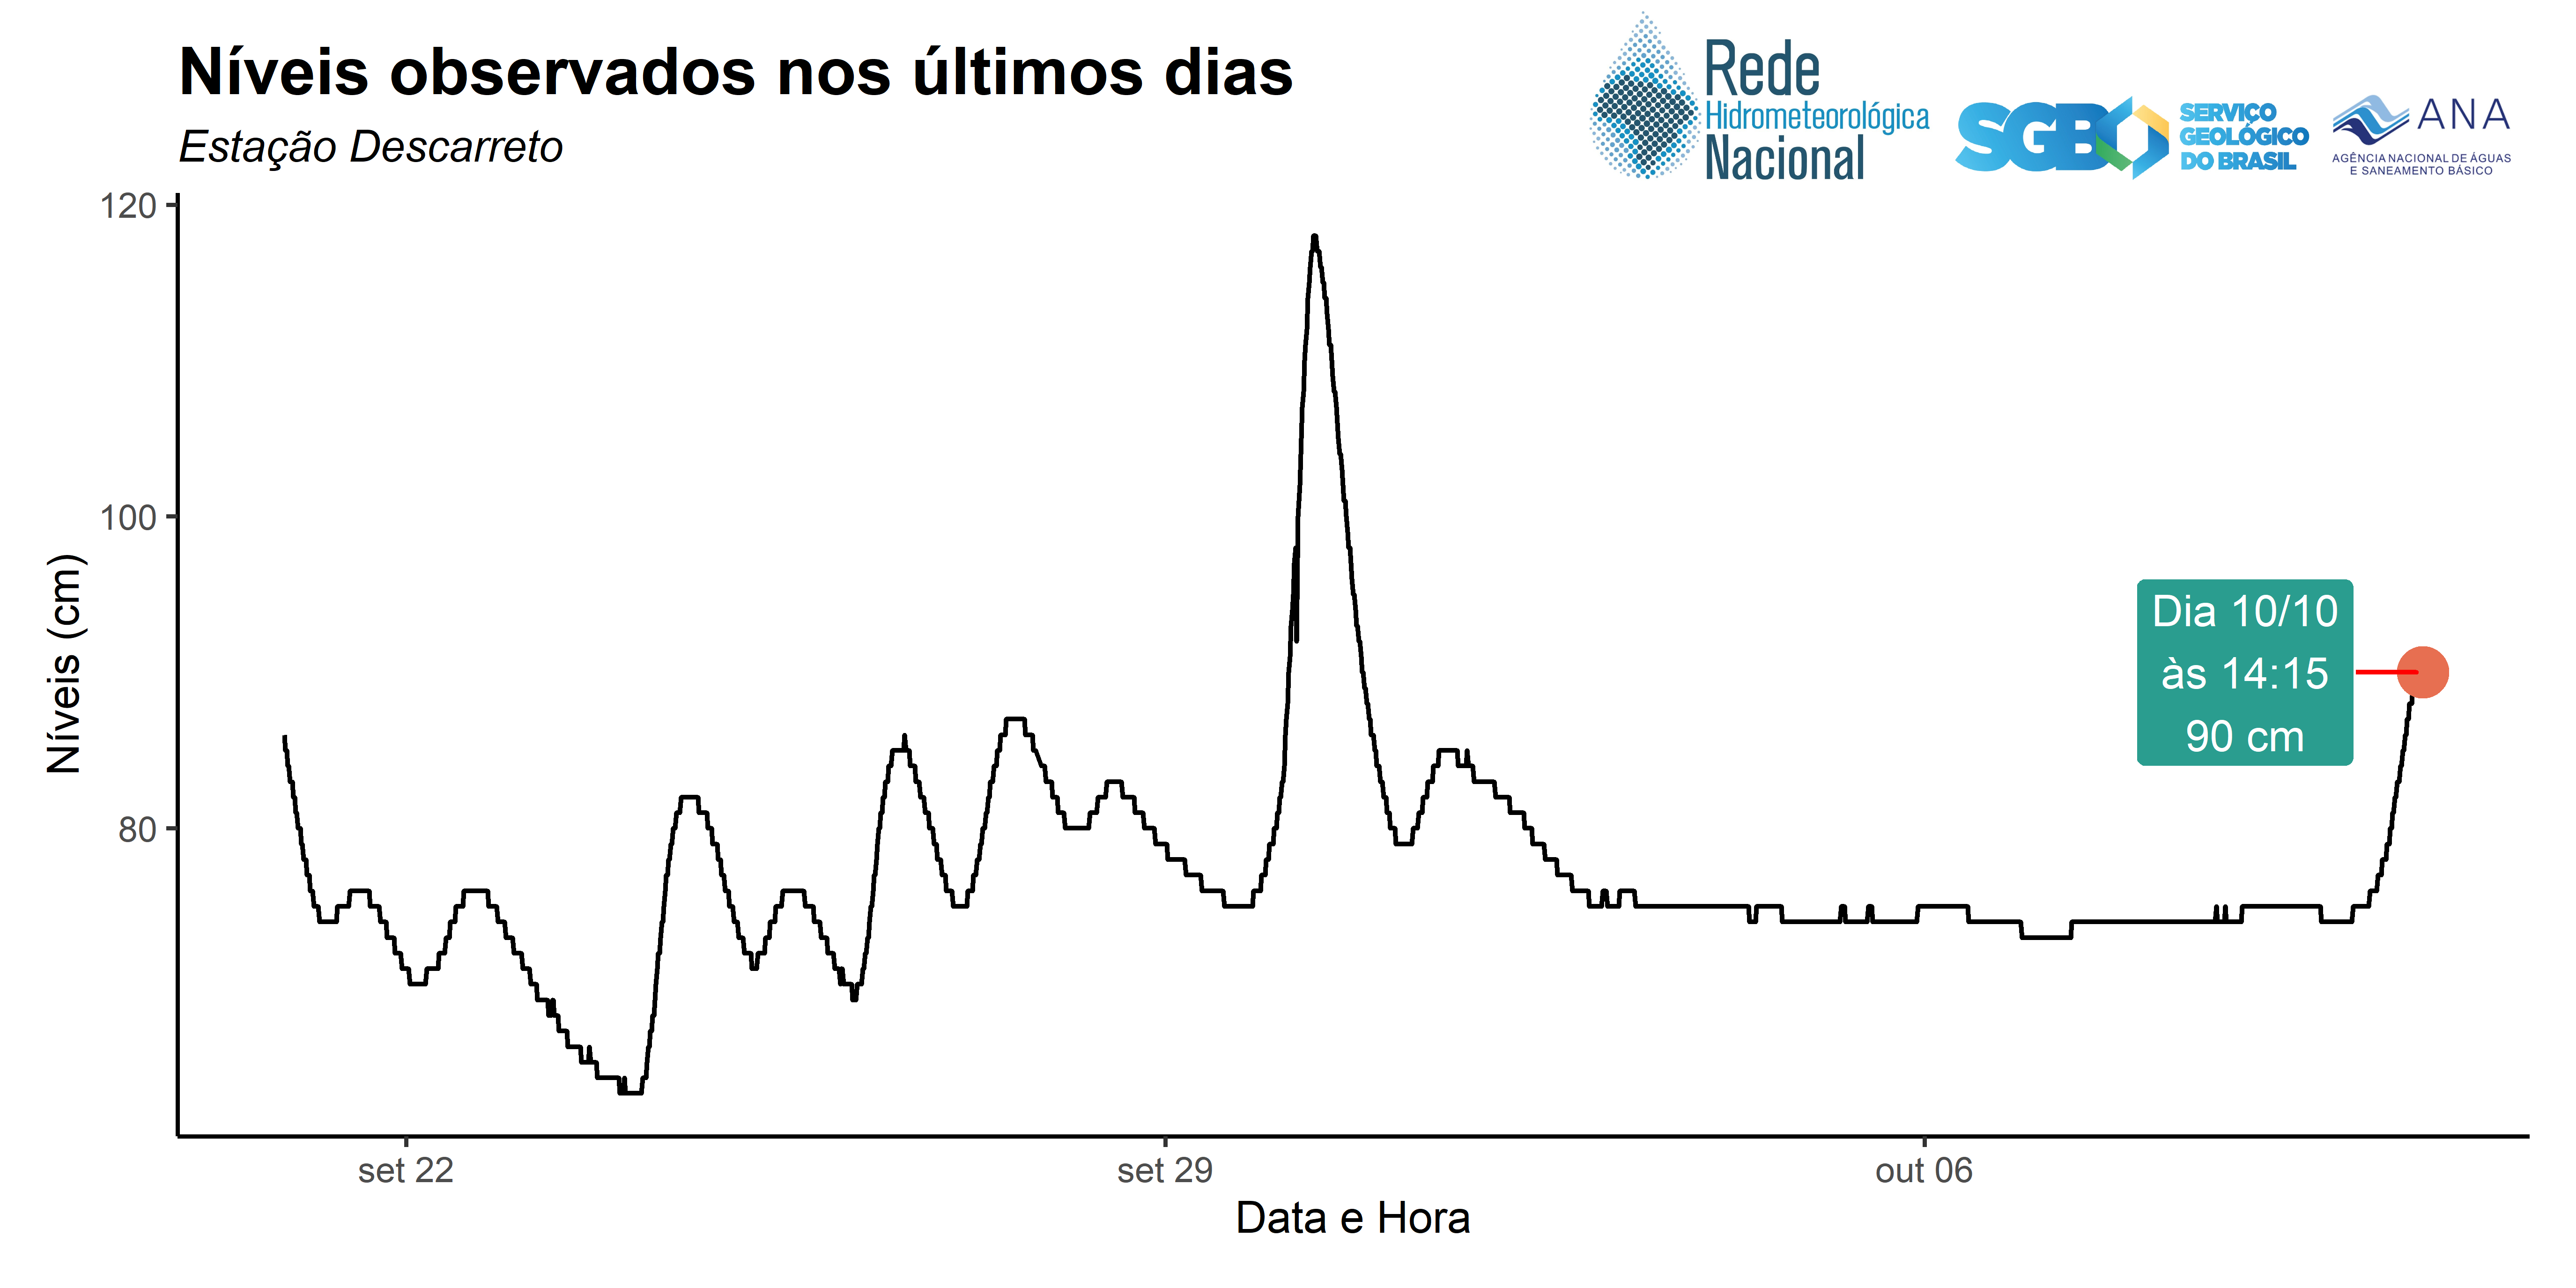 Níveis observados nos últimos dias
Estação Descarreto
Rede
Hidrometeorológica
Nacional
SGB
SERVIÇO
GEOLÓGICO
DO BRASIL
ANA
AGÊNCIA NACIONAL DE ÁGUAS
E SANEAMENTO BÁSICO
120
100
80
Níveis (cm)
Dia 10/10
às 14:15
90 cm
set 22
set 29
out 06
Data e Hora